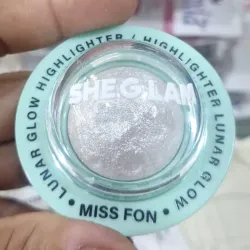 LUNAR GLOW HIGHLIGHTER / HIGHLIGHTER LUNAR GLOW
SHEGLAM
• MISS FON •